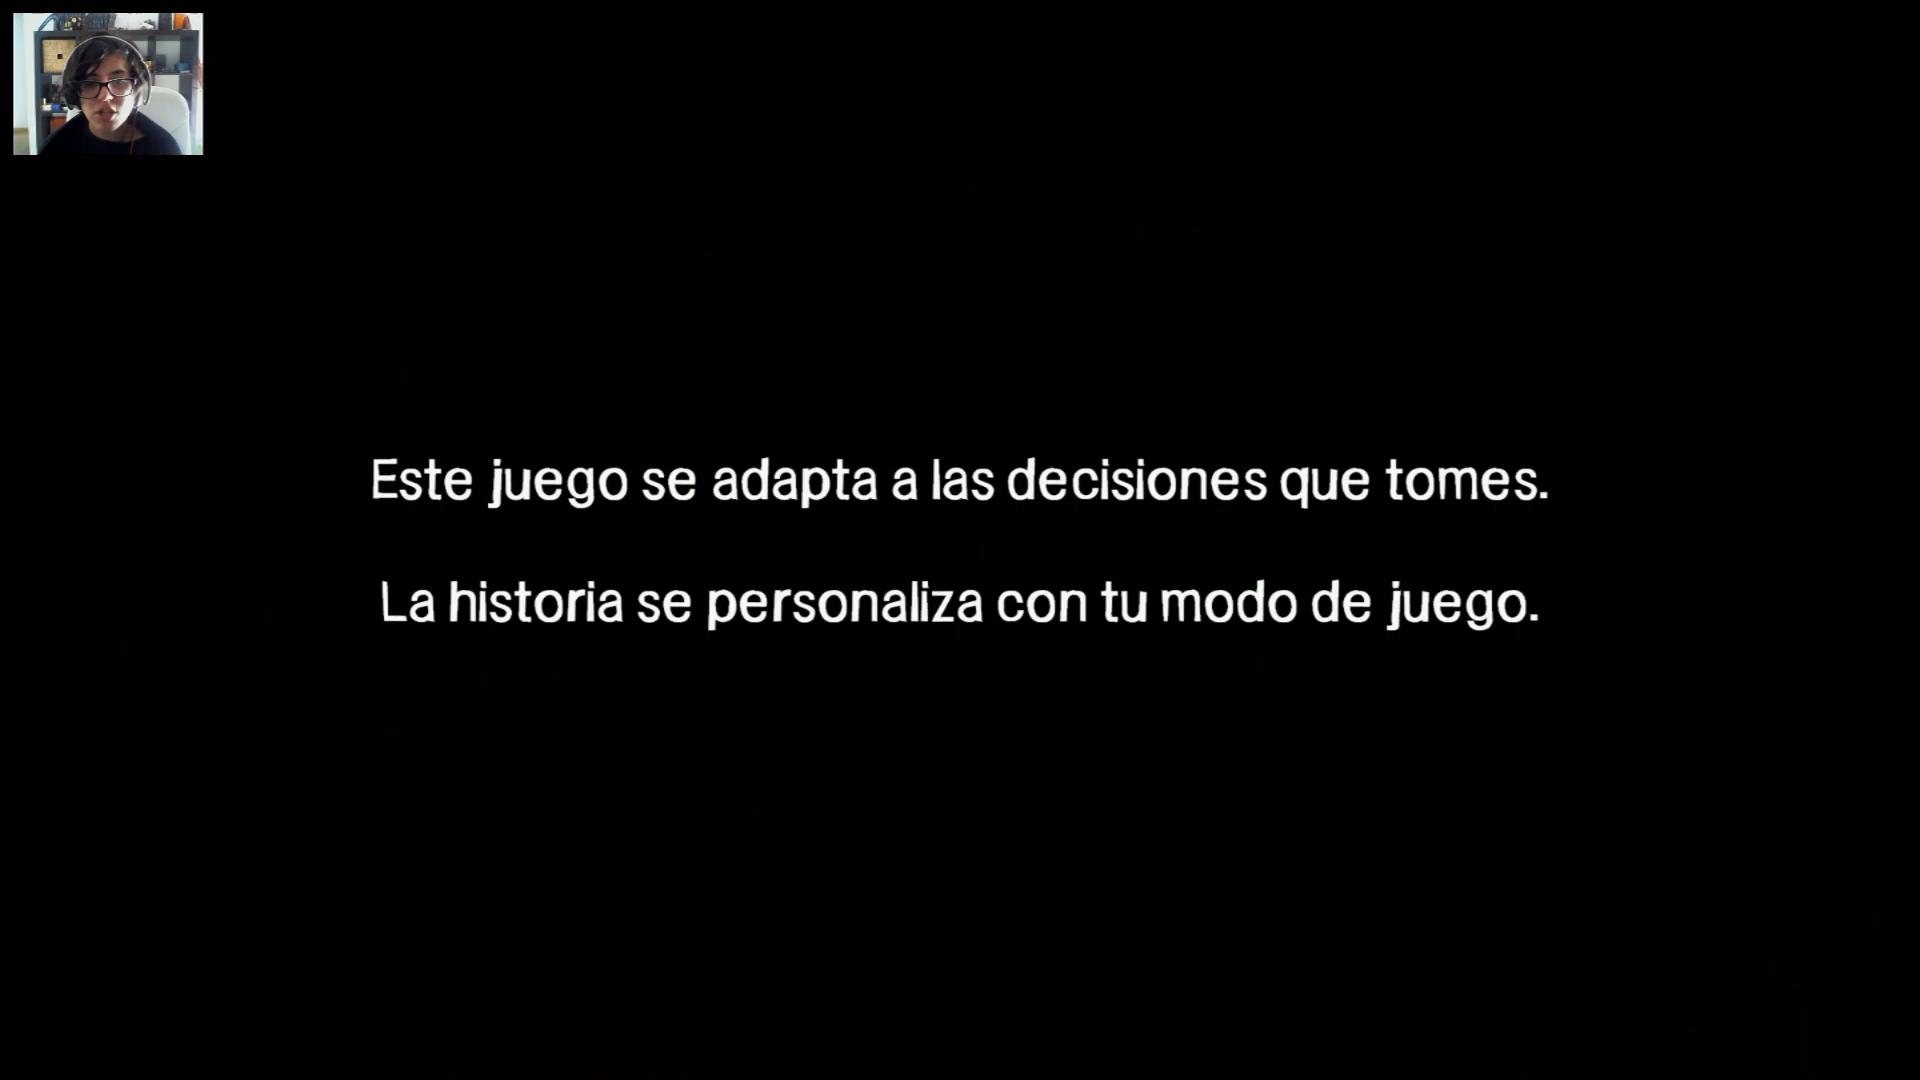 Este juego se adapta a las decisiones que tomes.
La historia se personaliza con tu modo de juego.